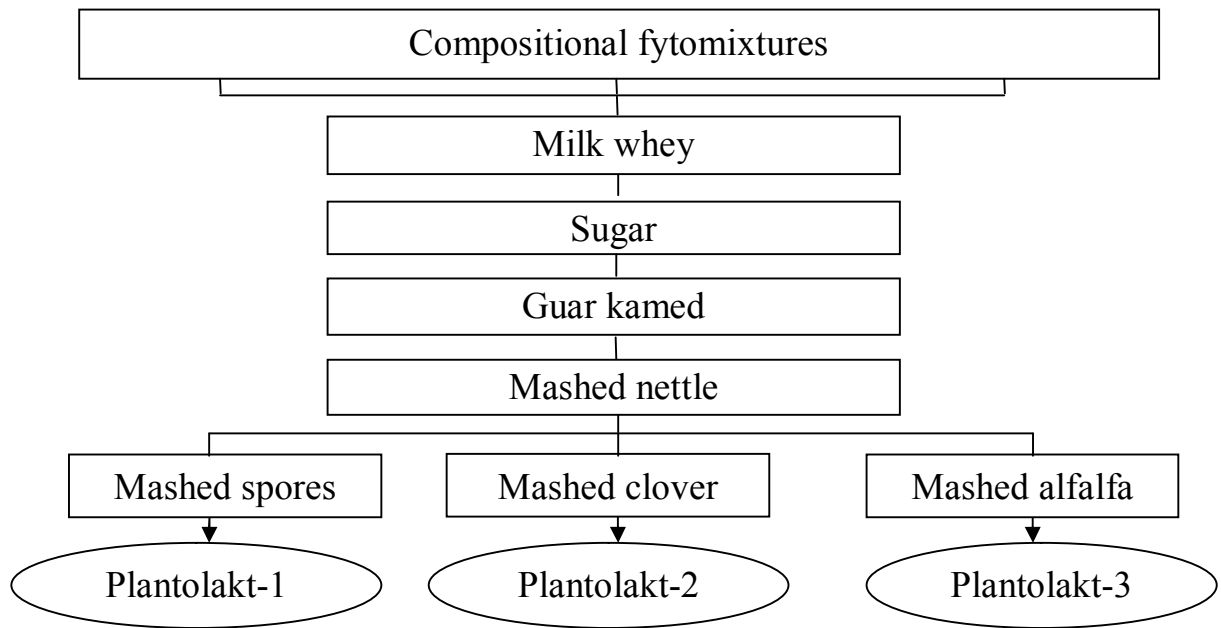 Compositional fytomixtures
Milk whey
Sugar
Guar kamed
Mashed nettle
Mashed spores
Mashed clover
Mashed alfalfa
Plantolakt-1
Plantolakt-2
Plantolakt-3